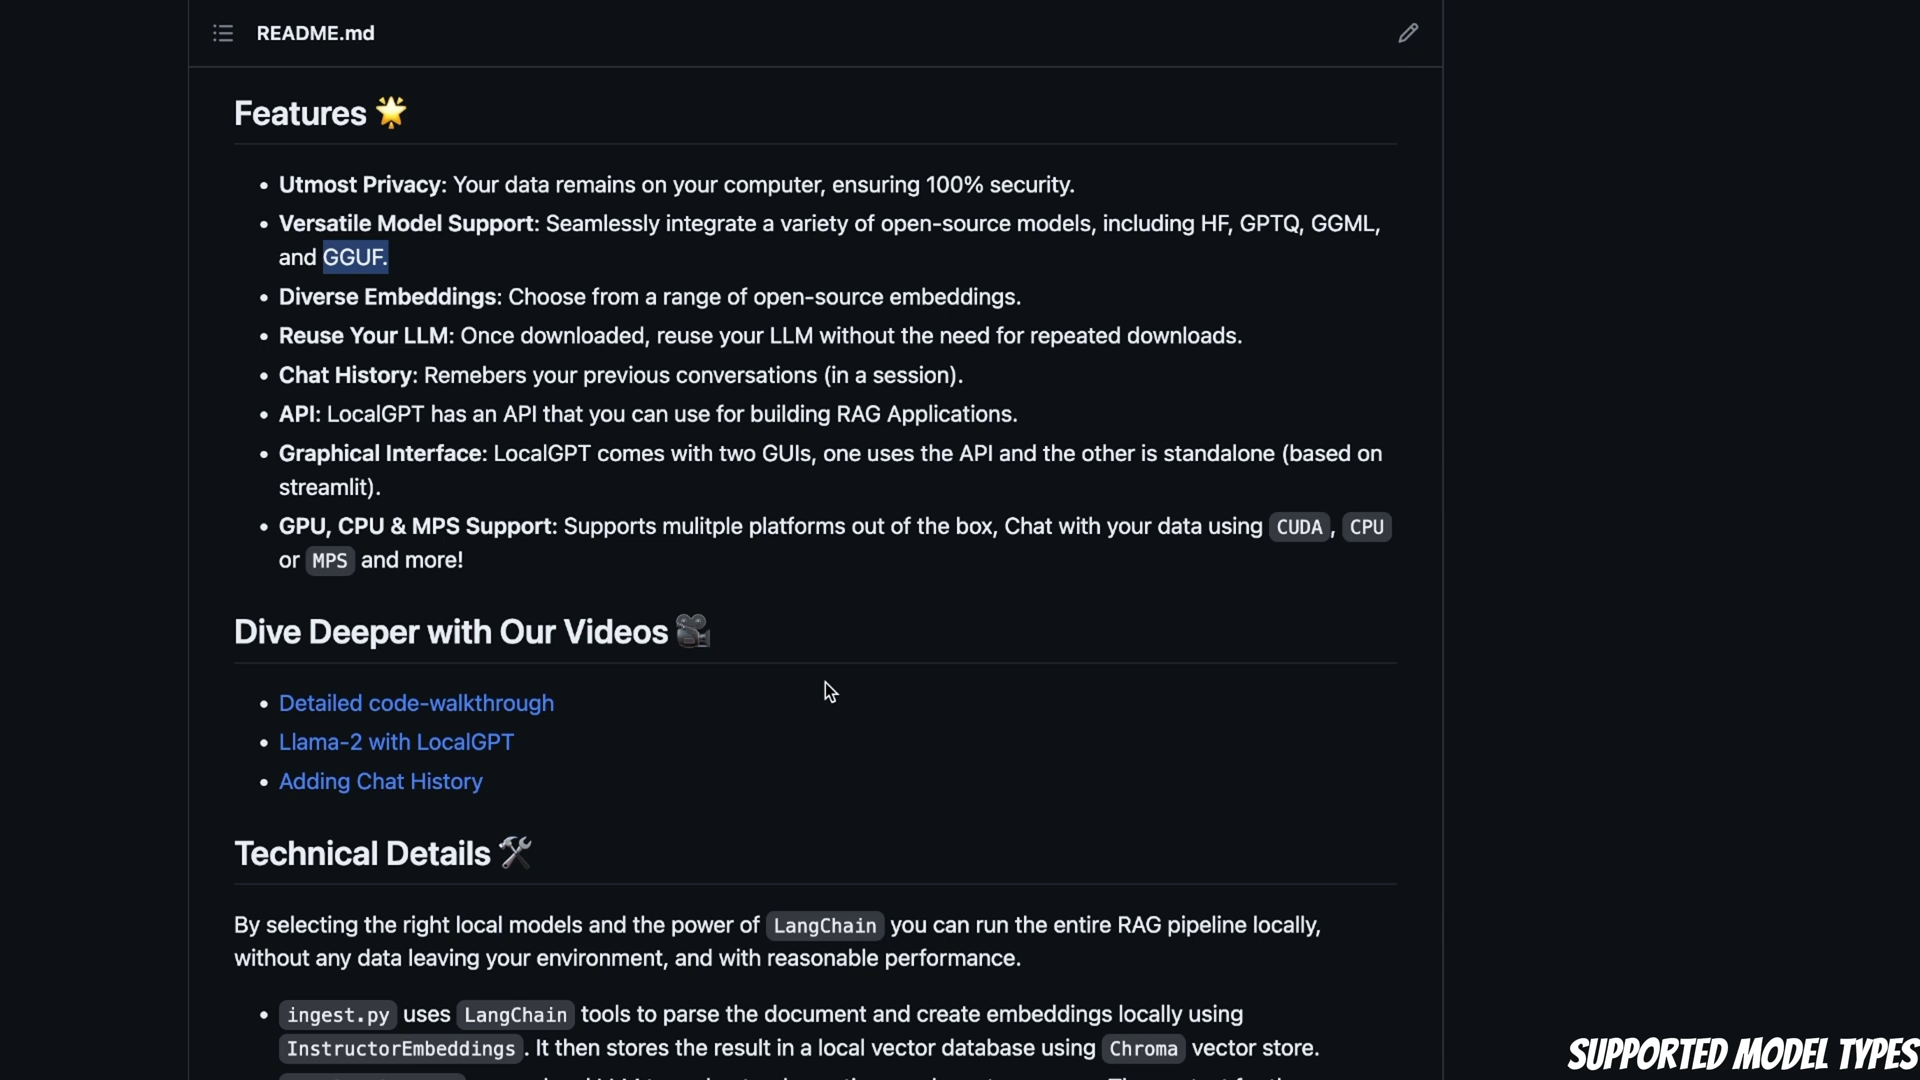 README.md
Features 🌟
• Utmost Privacy: Your data remains on your computer, ensuring 100% security.
• Versatile Model Support: Seamlessly integrate a variety of open-source models, including HF, GPTQ, GGML,
and GGUF.
• Diverse Embeddings: Choose from a range of open-source embeddings.
• Reuse Your LLM: Once downloaded, reuse your LLM without the need for repeated downloads.
• Chat History: Remebers your previous conversations (in a session).
• API: LocalGPT has an API that you can use for building RAG Applications.
• Graphical Interface: LocalGPT comes with two GUIs, one uses the API and the other is standalone (based on
streamlit).
• GPU, CPU & MPS Support: Supports mulitple platforms out of the box, Chat with your data using CUDA, CPU
or MPS and more!
Dive Deeper with Our Videos 🎥
• Detailed code-walkthrough
• Llama-2 with LocalGPT
• Adding Chat History
Technical Details 🛠️
By selecting the right local models and the power of LangChain you can run the entire RAG pipeline locally,
without any data leaving your environment, and with reasonable performance.
• ingest.py uses LangChain tools to parse the document and create embeddings locally using
InstructorEmbeddings. It then stores the result in a local vector database using Chroma vector store.
SUPPORTED MODEL TYPES